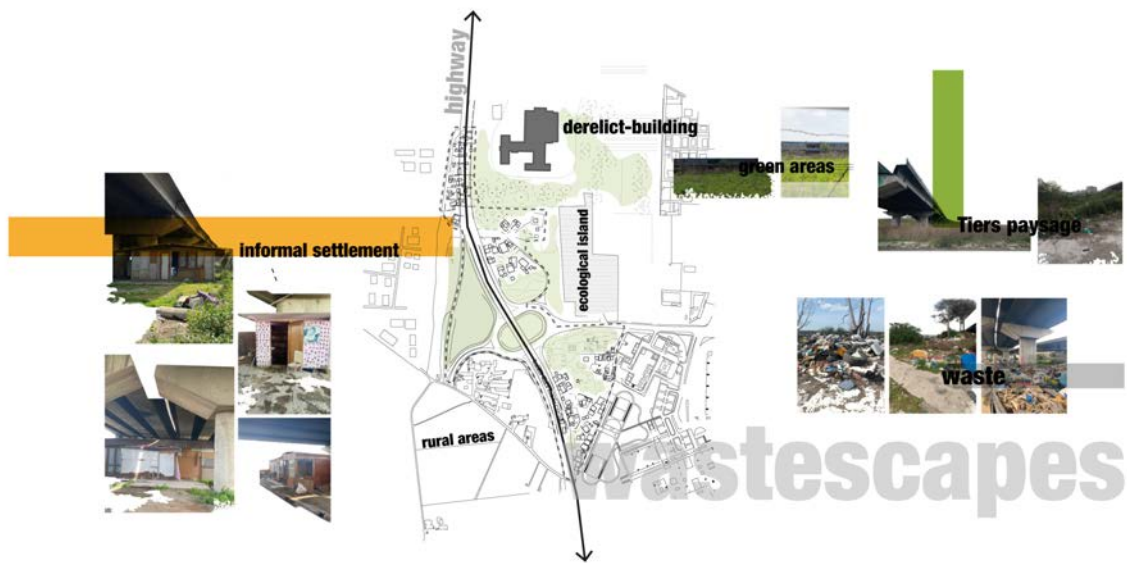 highway
derelict-building
green areas
Tiers paysage
informal settlement
ecological island
waste
rural areas
wastescapes